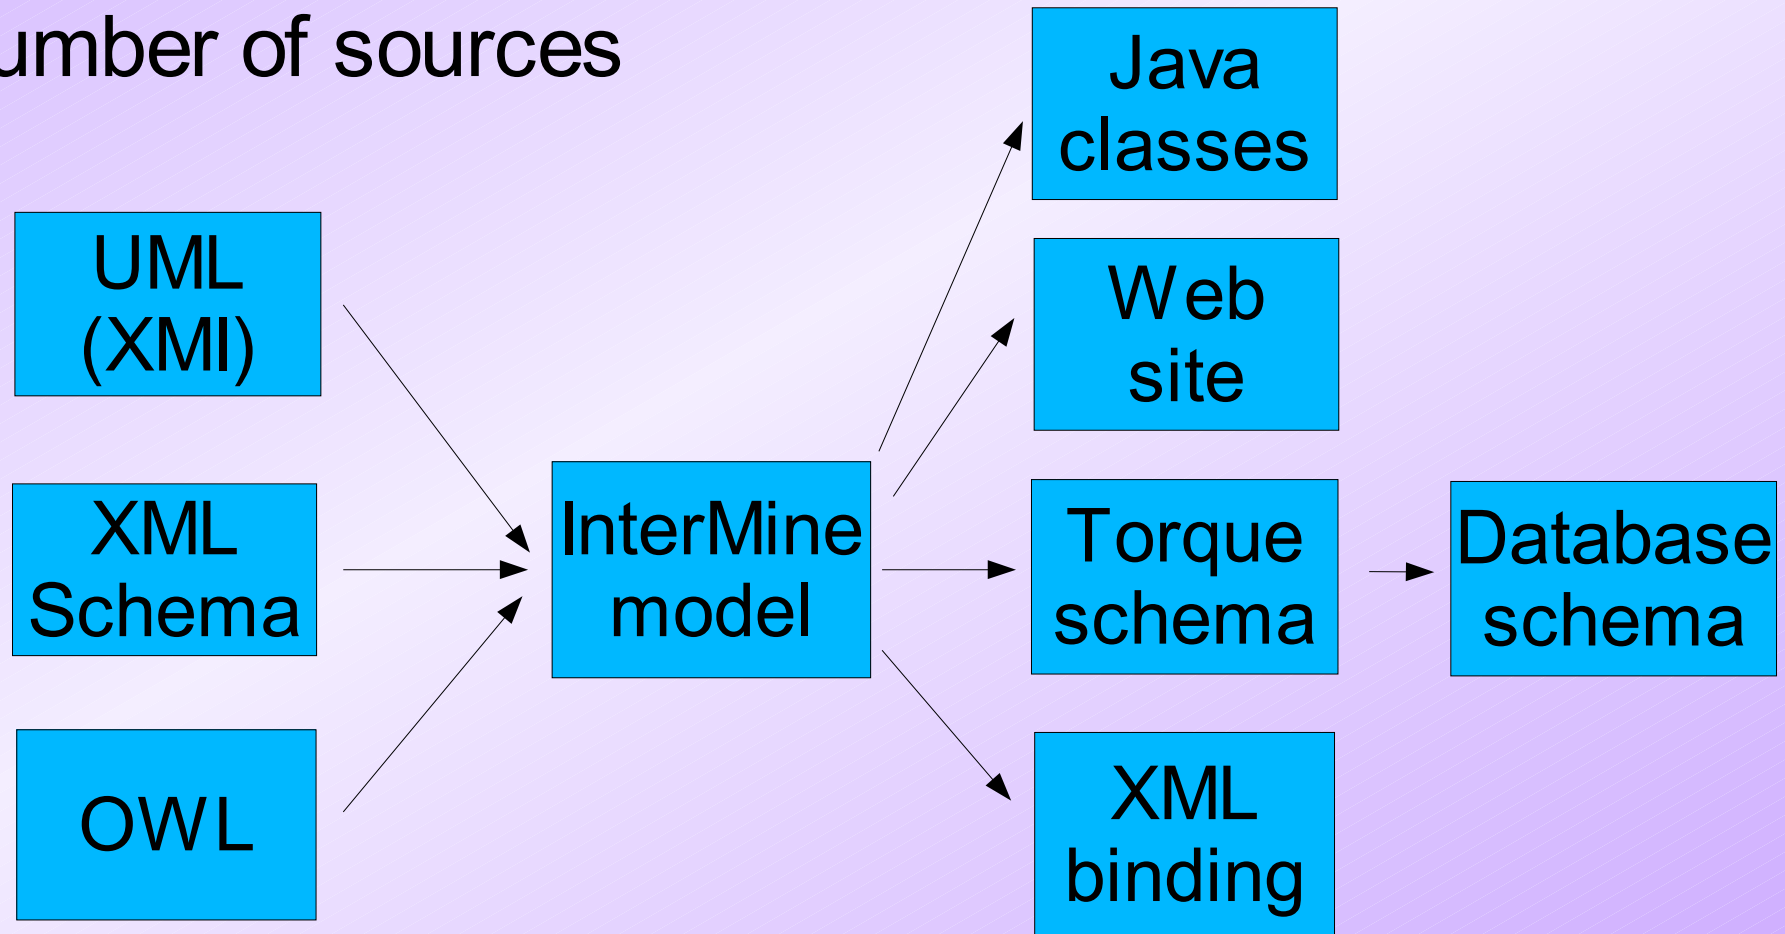 umber of sources
Java
classes
UML
(XMI)
Web
site
XML
Schema
InterMine
model
Torque
schema
Database
schema
OWL
XML
binding